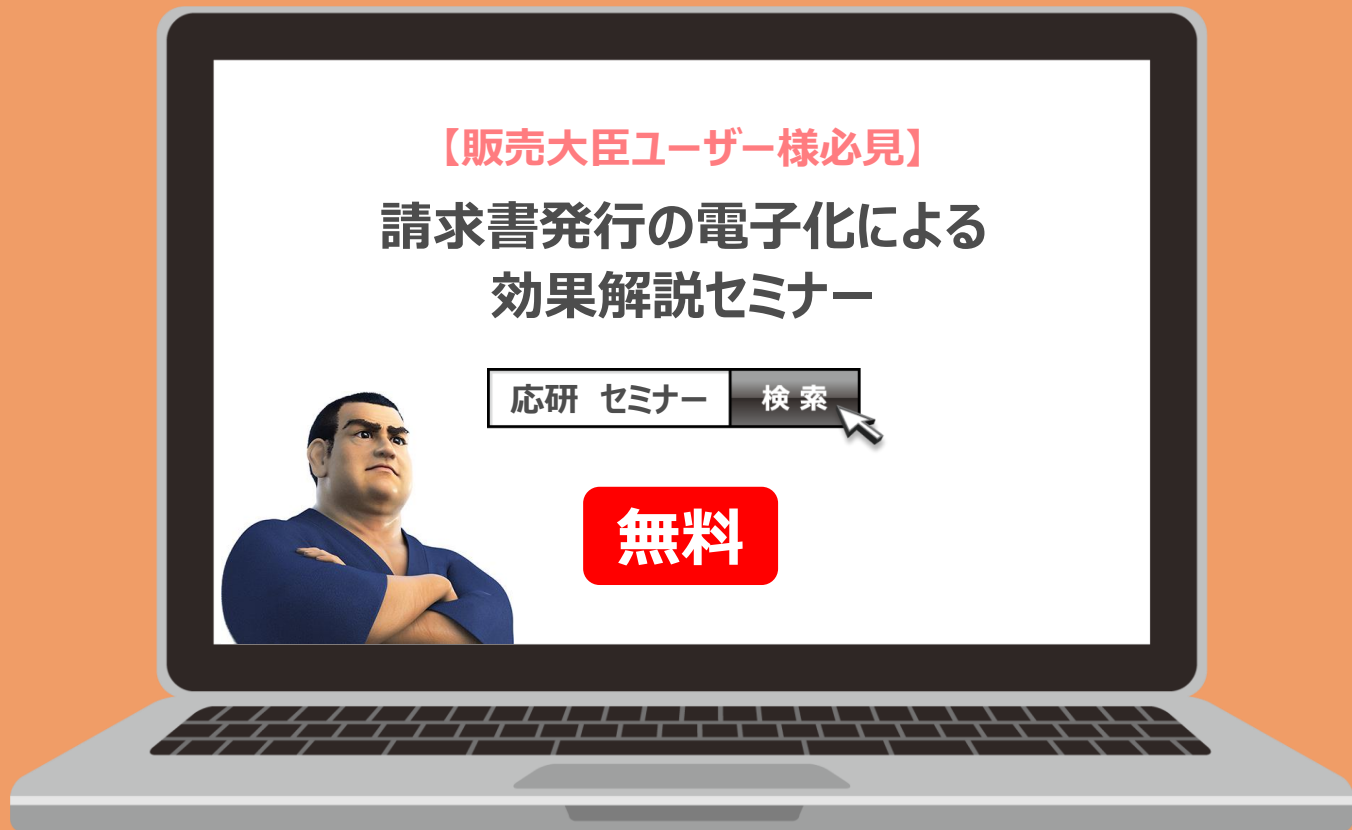 【販売大臣ユーザー様必見】
請求書発行の電子化による
効果解説セミナー
応研 セミナー 検索
無料